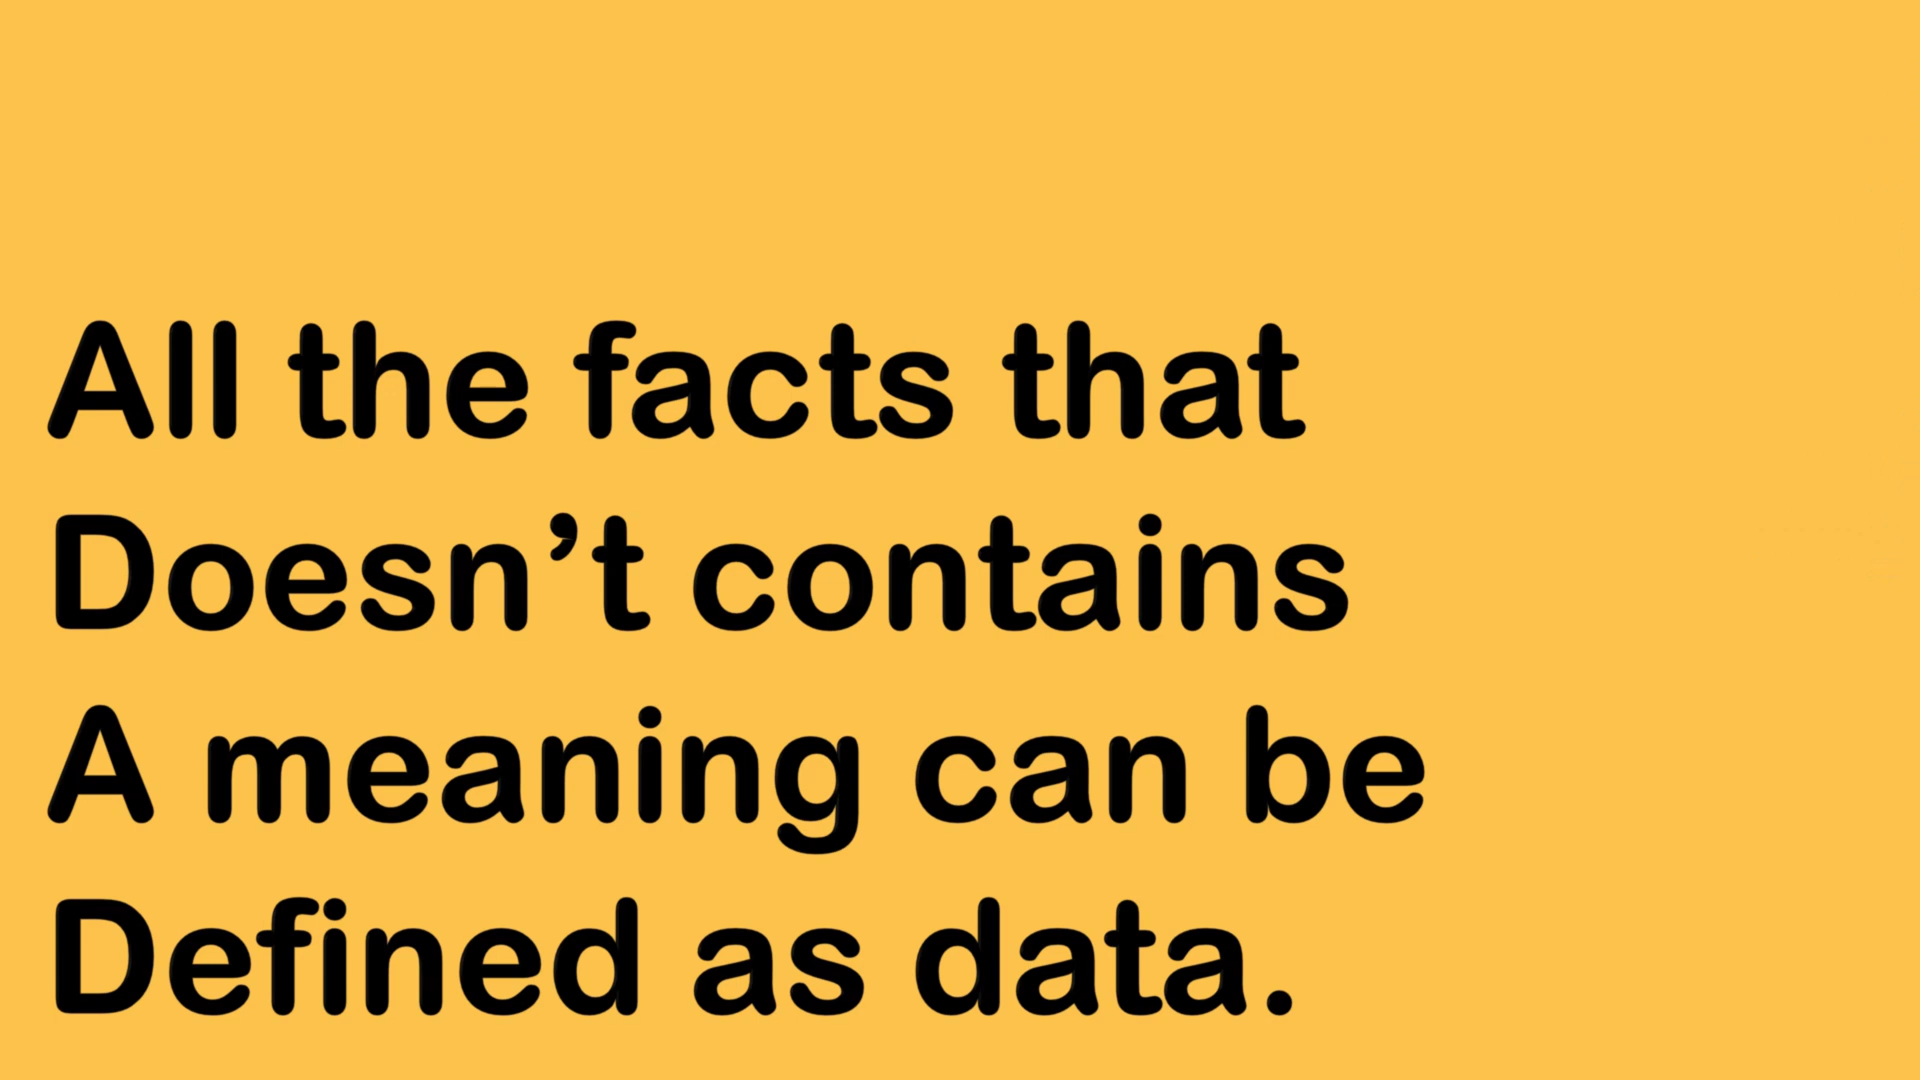 All the facts that
Doesn’t contains
A meaning can be
Defined as data.